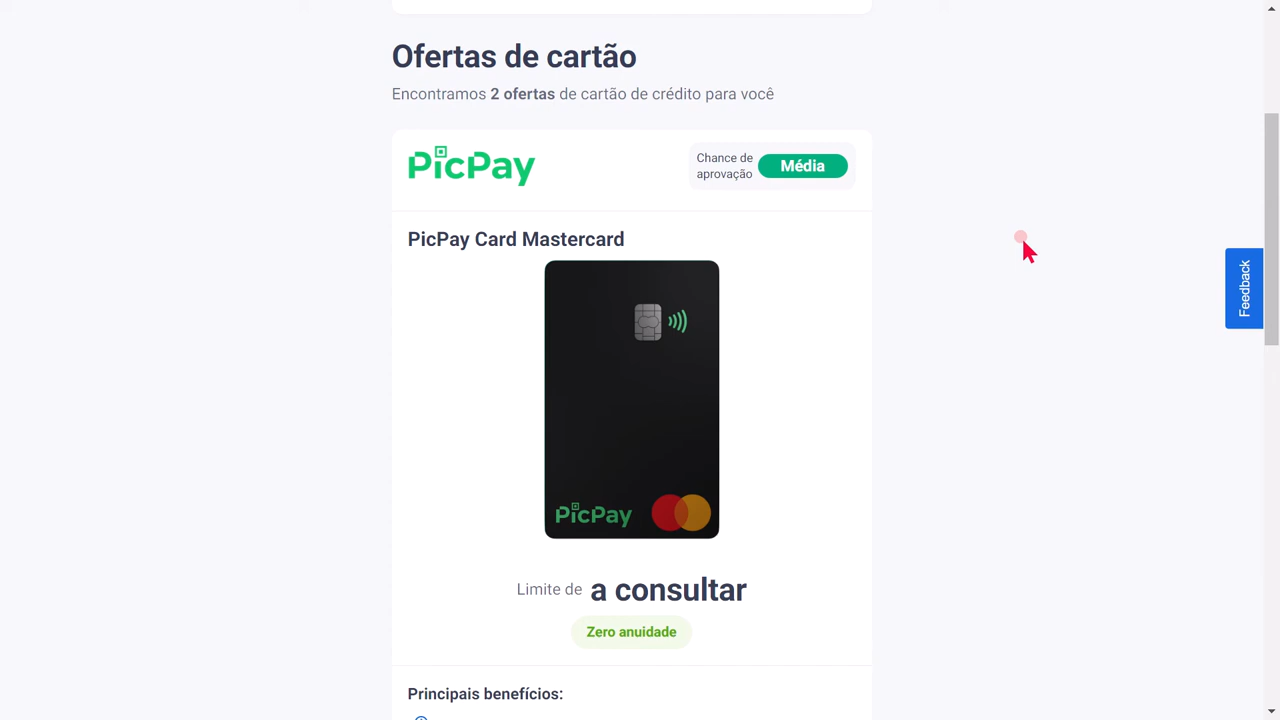 Ofertas de cartão
Encontramos 2 ofertas de cartão de crédito para você
PicPay
Chance de
aprovação
Média
PicPay Card Mastercard
PicPay
Limite de a consultar
Zero anuidade
Principais benefícios:
Feedback